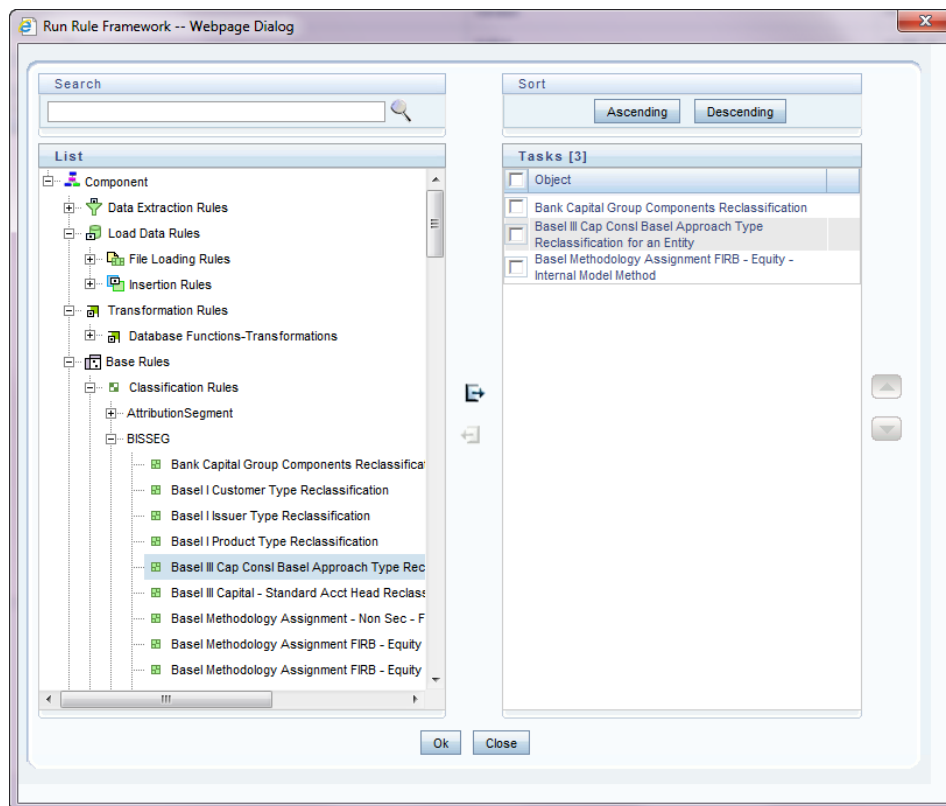 Run Rule Framework -- Webpage Dialog
x
Search
Sort
Ascending
Descending
List
Tasks [3]
Component
Data Extraction Rules
Load Data Rules
File Loading Rules
Insertion Rules
Transformation Rules
Database Functions-Transformations
Base Rules
Classification Rules
AttributionSegment
BISSEG
Bank Capital Group Components Reclassifica
Basel I Customer Type Reclassification
Basel I Issuer Type Reclassification
Basel I Product Type Reclassification
Basel III Cap Consl Basel Approach Type Rec
Basel III Capital - Standard Acct Head Reclass
Basel Methodology Assignment - Non Sec - F
Basel Methodology Assignment FIRB - Equity
Basel Methodology Assignment FIRB - Equity
Object
Bank Capital Group Components Reclassification
Basel III Cap Consl Basel Approach Type
Reclassification for an Entity
Basel Methodology Assignment FIRB - Equity -
Internal Model Method
Ok
Close